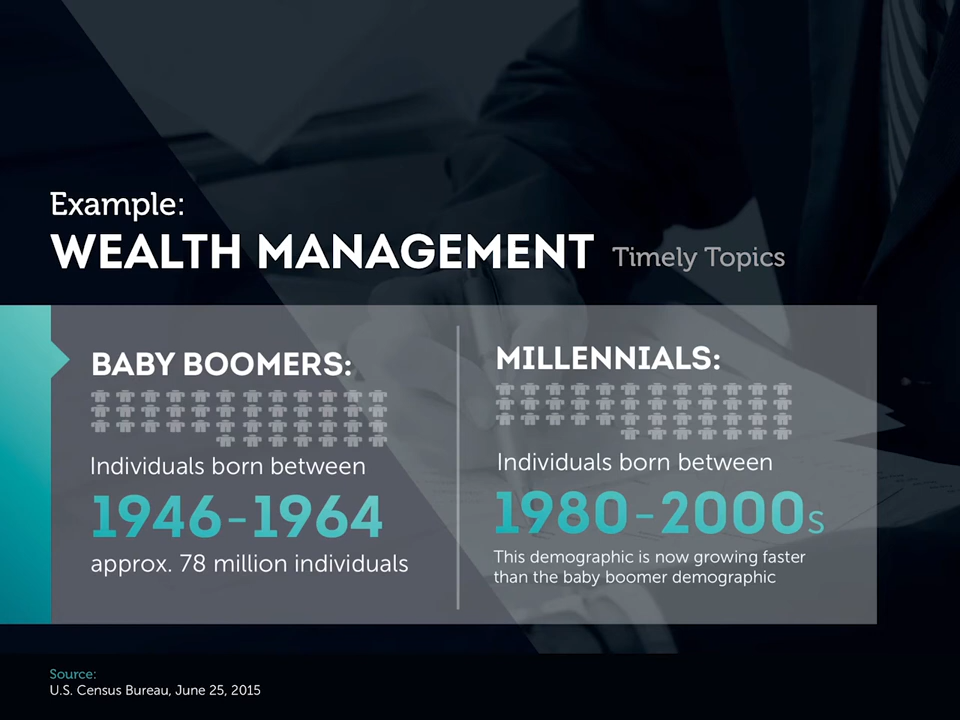 Example:
WEALTH MANAGEMENT Timely Topics
BABY BOOMERS:
Individuals born between
1946-1964
approx. 78 million individuals
MILLENNIALS:
Individuals born between
1980-2000s
This demographic is now growing faster
than the baby boomer demographic
Source:
U.S. Census Bureau, June 25, 2015